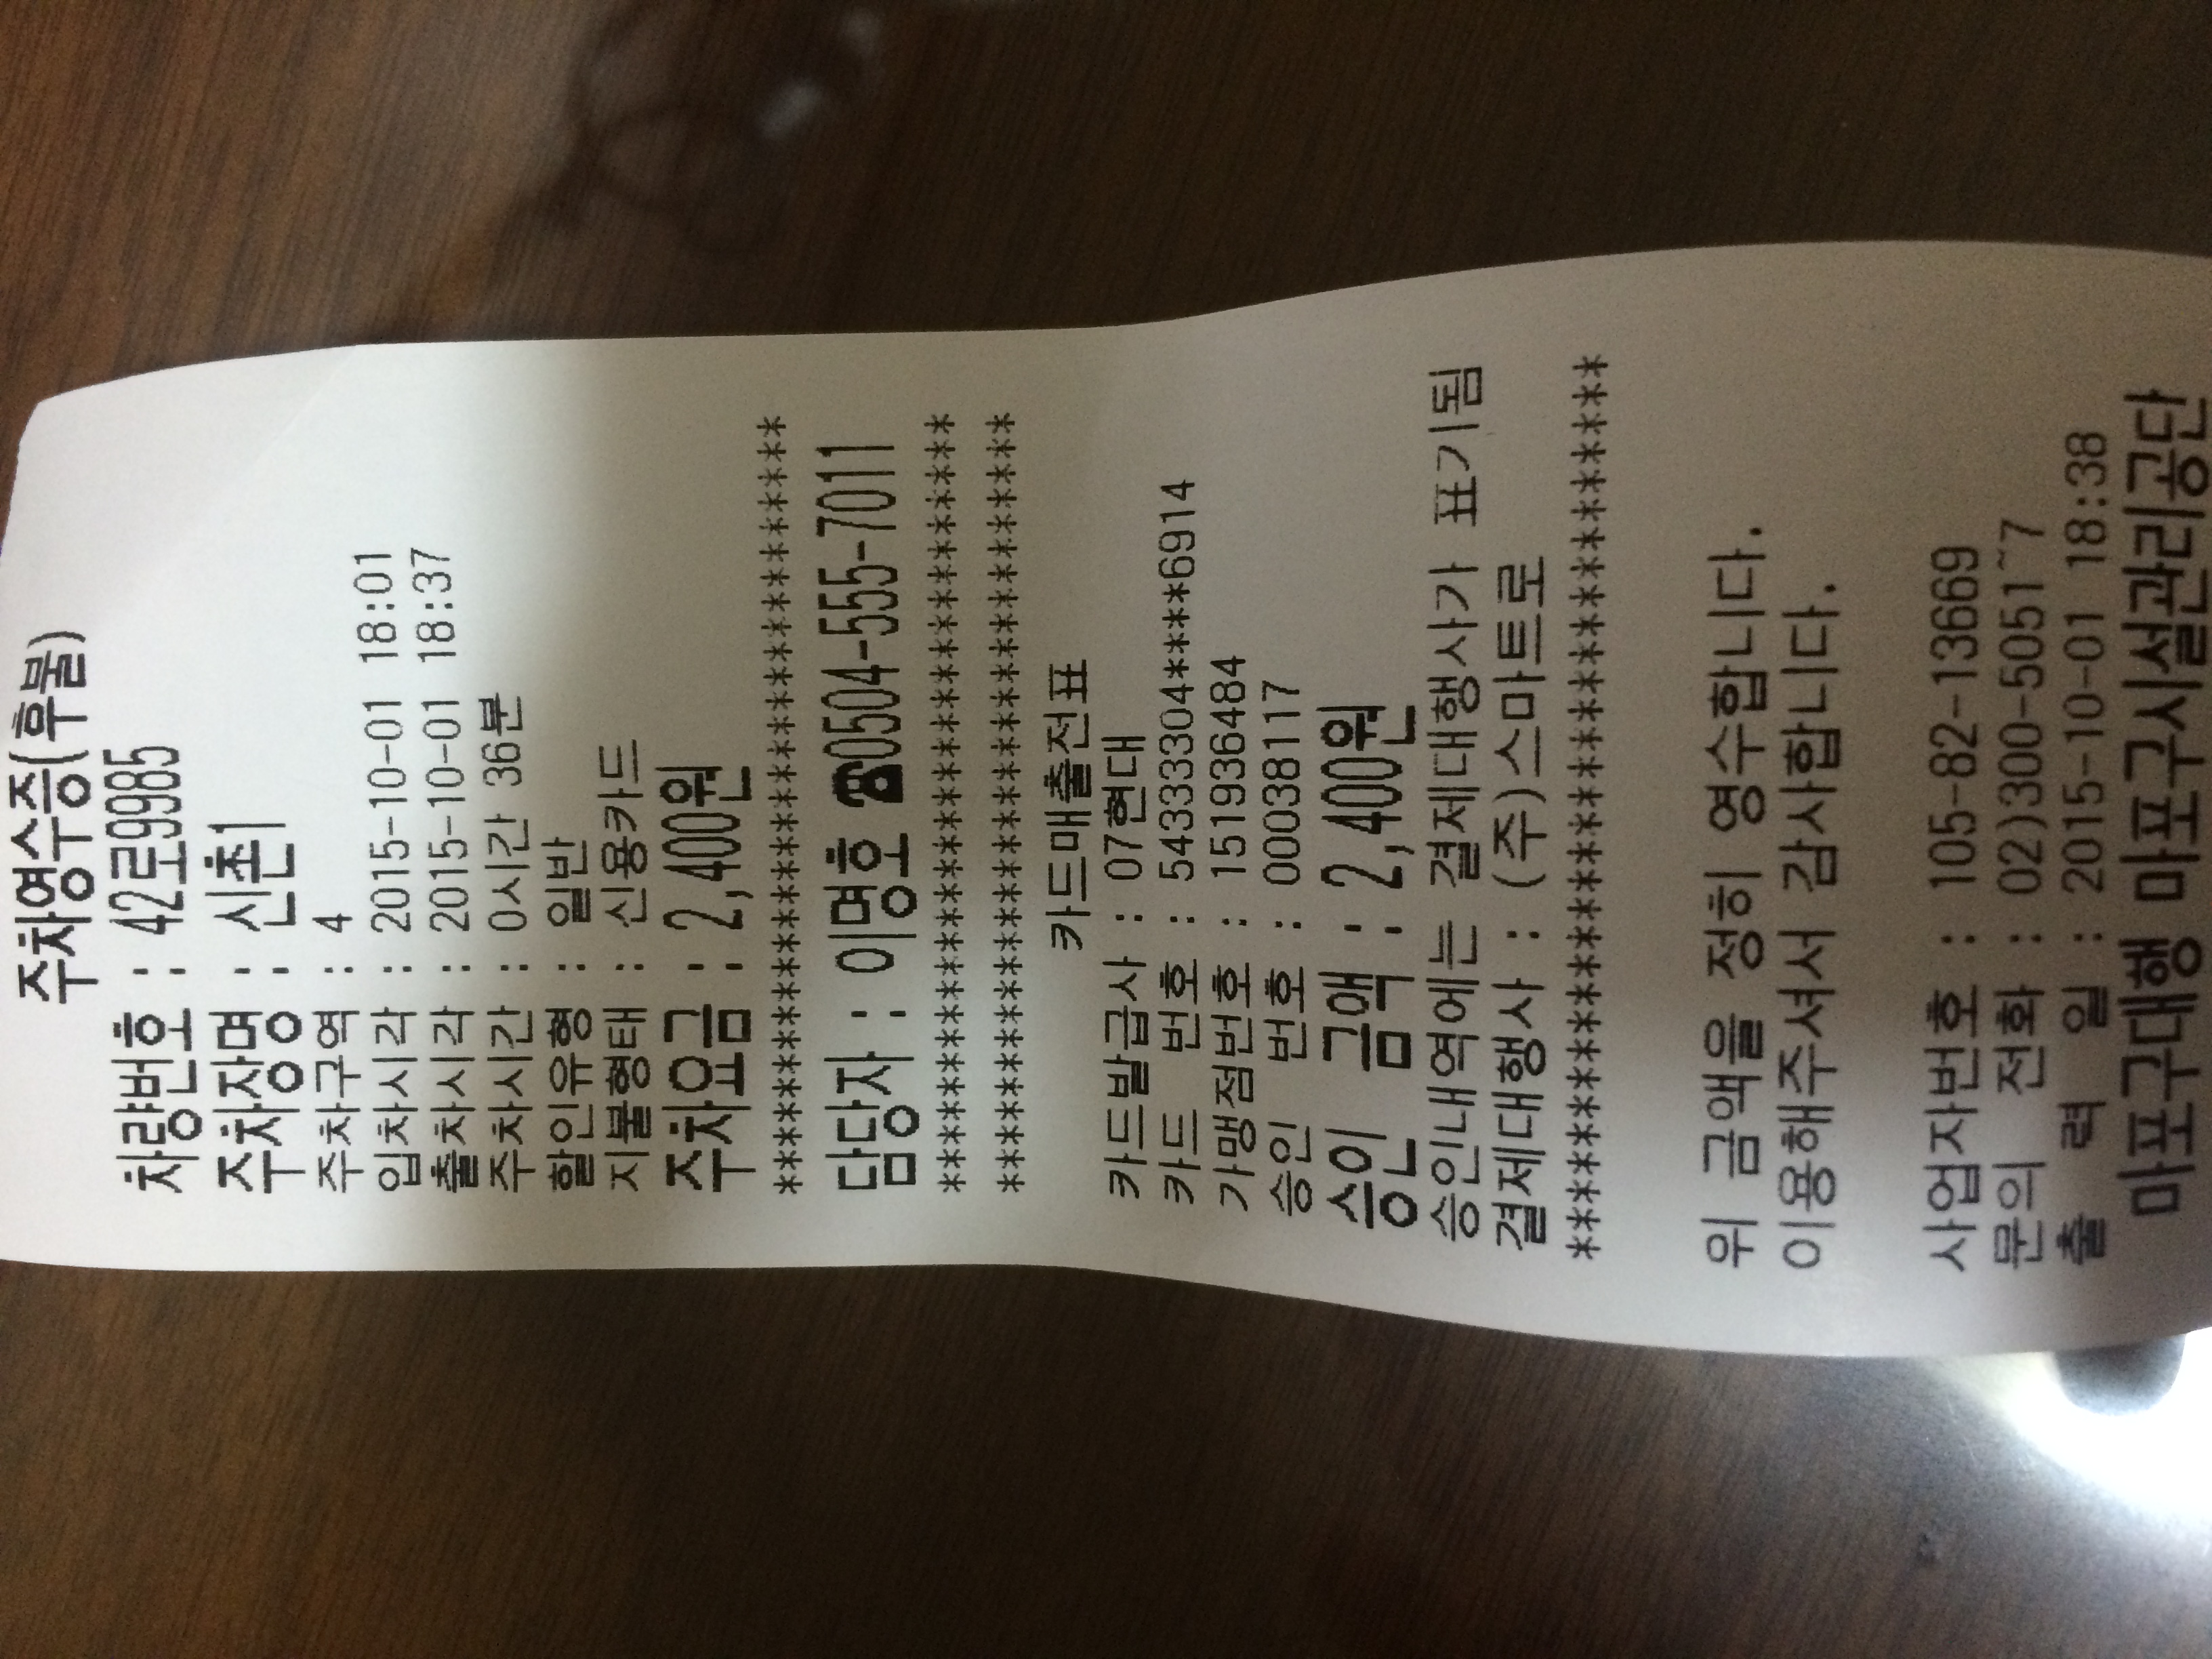 주차영수증(후불)
차량번호 : 42로9985
주차장명 : 신촌1
주차구역 : 4
입차시각 : 2015-10-01 18:01
출차시각 : 2015-10-01 18:37
주차시간 : 0시간 36분
할인유형 : 일반
지불형태 : 신용카드
주차요금 : 2,400원
********************************
담당자 : 이명호 ☎0504-555-7011
********************************
********************************
카드매출전표
카드발급사 : 07현대
카드 번호 : 54333304****6914
가맹점번호 : 151936484
승인 번호 : 00038117
승인 금액 : 2,400원
승인내역에는 결제대행사가 표기됨
결제대행사 : (주)스마트로
********************************
위 금액을 정히 영수합니다.
이용해주셔서 감사합니다.
사업자번호 : 105-82-13669
문의 전화 : 02)300-5051~7
출 력 일 : 2015-10-01 18:38
마포구대행 마포구시설관리공단